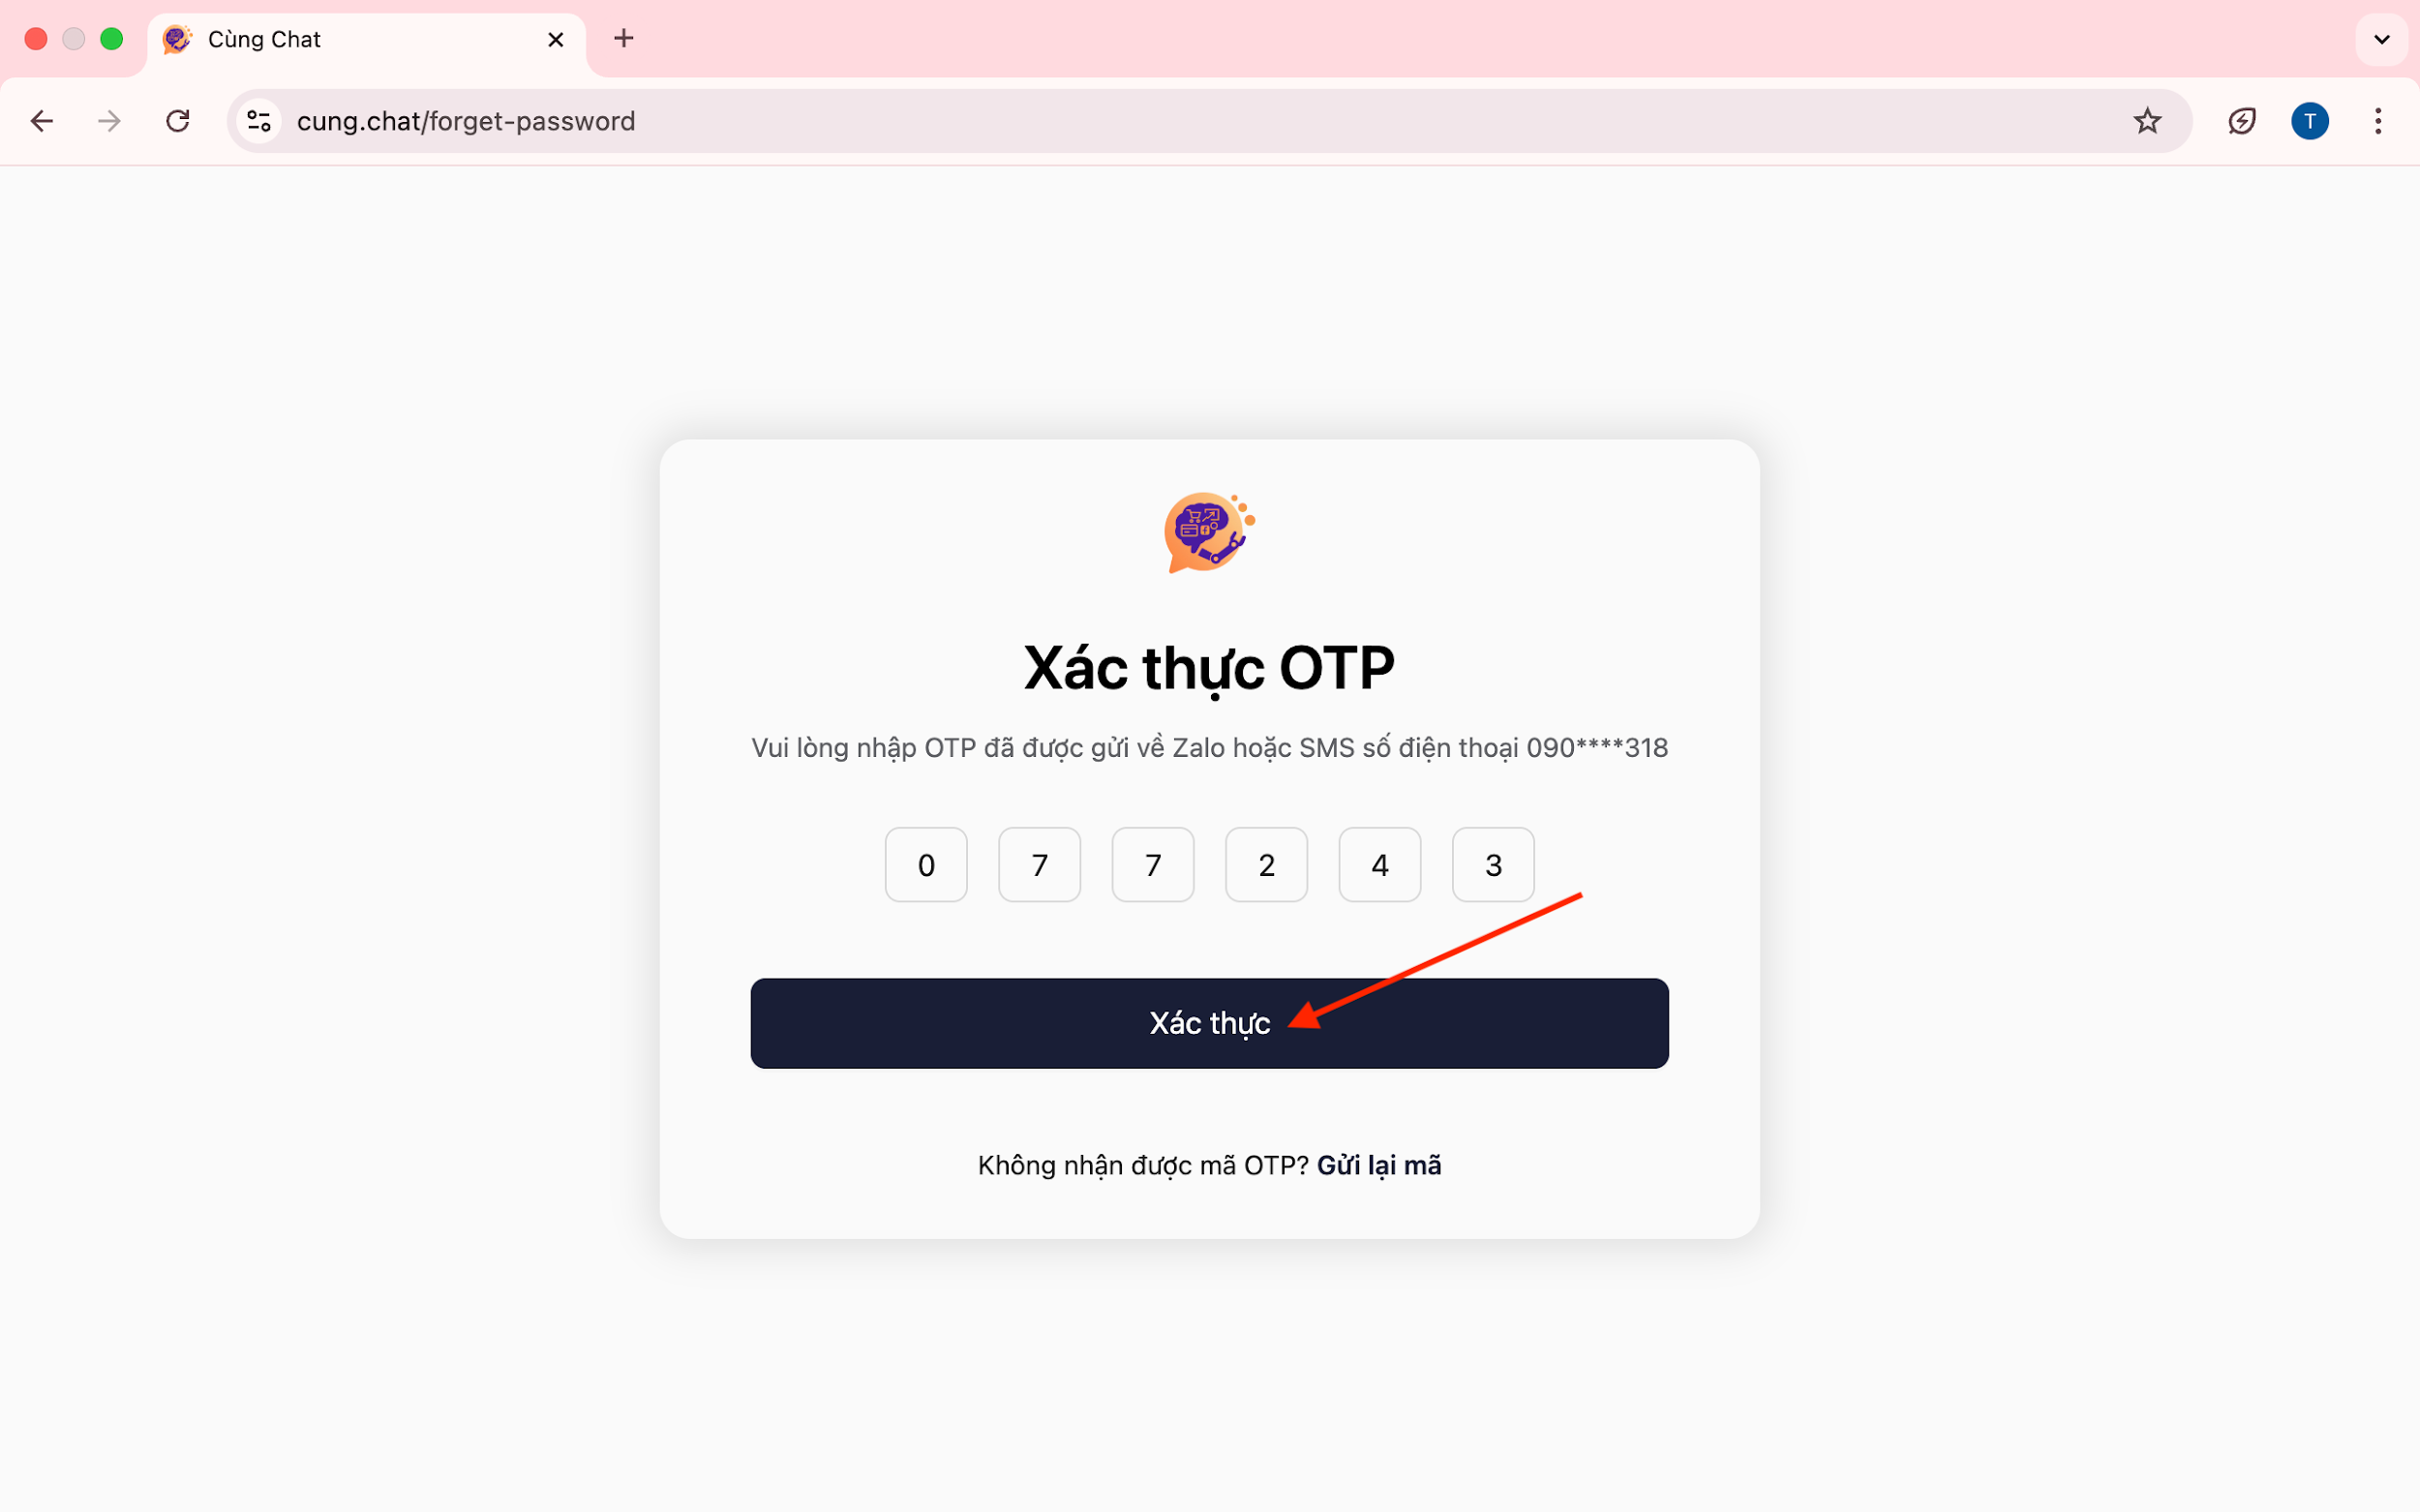 Cùng Chat
cung.chat/forget-password
T
Xác thực OTP
Vui lòng nhập OTP đã được gửi về Zalo hoặc SMS số điện thoại 090****318
0 7 7 2 4 3
Xác thực
Không nhận được mã OTP? Gửi lại mã